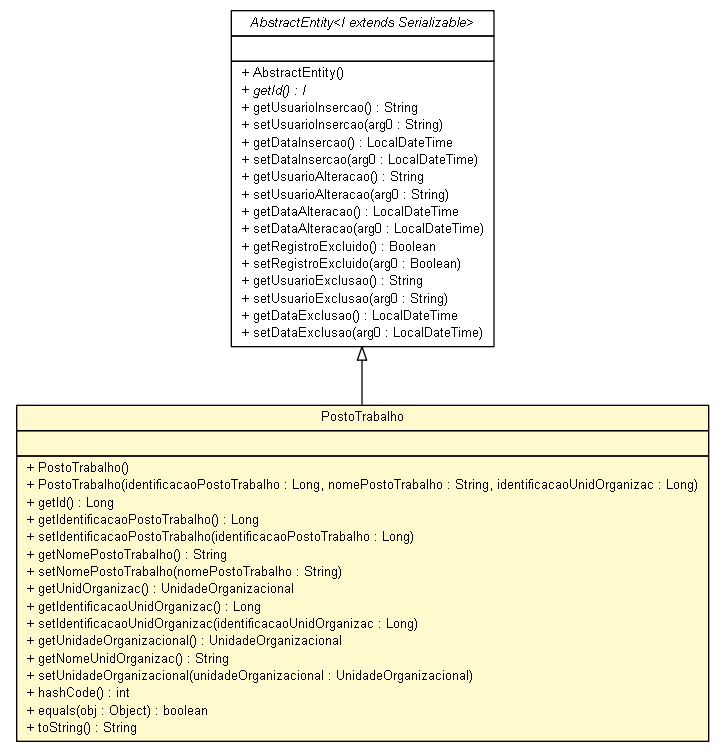 AbstractEntity<I extends Serializable>
+ AbstractEntity()
+ getId() : I
+ getUsuarioInsercao() : String
+ setUsuarioInsercao(arg0 : String)
+ getDataInsercao() : LocalDateTime
+ setDataInsercao(arg0 : LocalDateTime)
+ getUsuarioAlteracao() : String
+ setUsuarioAlteracao(arg0 : String)
+ getDataAlteracao() : LocalDateTime
+ setDataAlteracao(arg0 : LocalDateTime)
+ getRegistroExcluido() : Boolean
+ setRegistroExcluido(arg0 : Boolean)
+ getUsuarioExclusao() : String
+ setUsuarioExclusao(arg0 : String)
+ getDataExclusao() : LocalDateTime
+ setDataExclusao(arg0 : LocalDateTime)
PostoTrabalho
+ PostoTrabalho()
+ PostoTrabalho(identificacaoPostoTrabalho : Long, nomePostoTrabalho : String, identificacaoUnidOrganizac : Long)
+ getId() : Long
+ getIdentificacaoPostoTrabalho() : Long
+ setIdentificacaoPostoTrabalho(identificacaoPostoTrabalho : Long)
+ getNomePostoTrabalho() : String
+ setNomePostoTrabalho(nomePostoTrabalho : String)
+ getUnidOrganizac() : UnidadeOrganizacional
+ getIdentificacaoUnidOrganizac() : Long
+ setIdentificacaoUnidOrganizac(identificacaoUnidOrganizac : Long)
+ getUnidadeOrganizacional() : UnidadeOrganizacional
+ getNomeUnidOrganizac() : String
+ setUnidadeOrganizacional(unidadeOrganizacional : UnidadeOrganizacional)
+ hashCode() : int
+ equals(obj : Object) : boolean
+ toString() : String